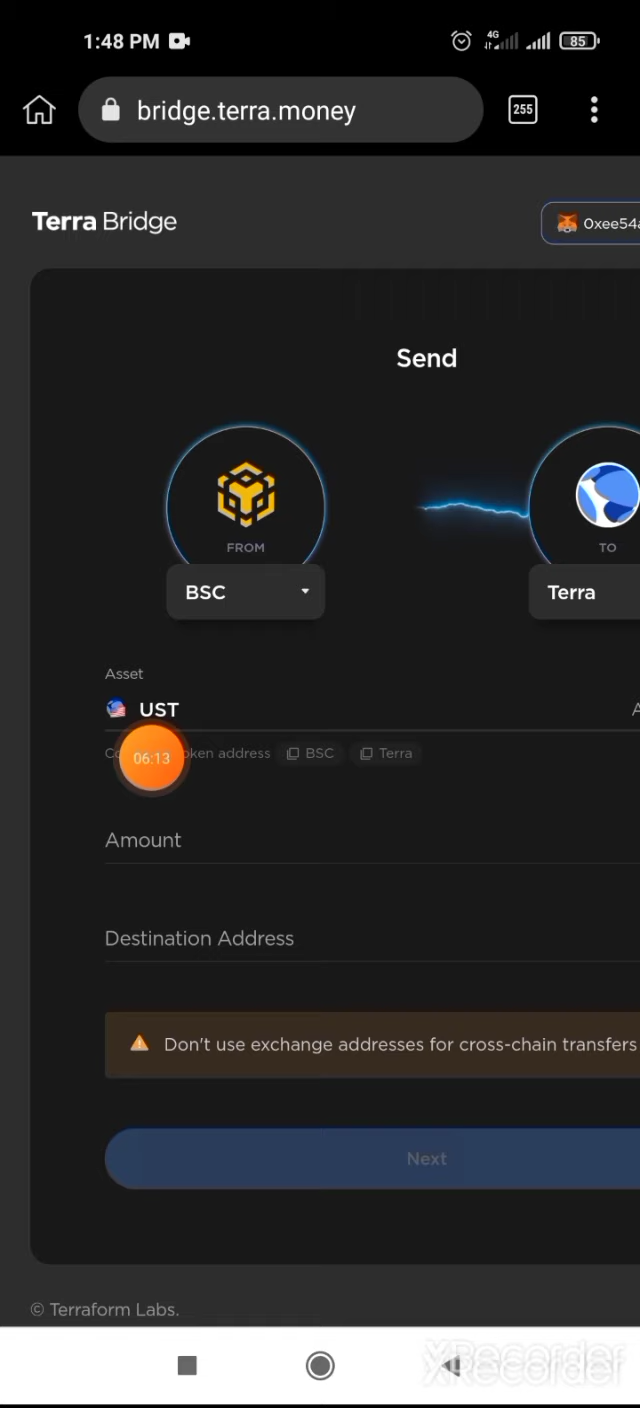 1:48 PM
4G
85
bridge.terra.money
255
Terra Bridge
0xee54a
Send
FROM
TO
BSC
Terra
Asset
UST
A
06:13
address
BSC
Terra
Amount
Destination Address
Don't use exchange addresses for cross-chain transfers
Next
© Terraform Labs.
XRecorder